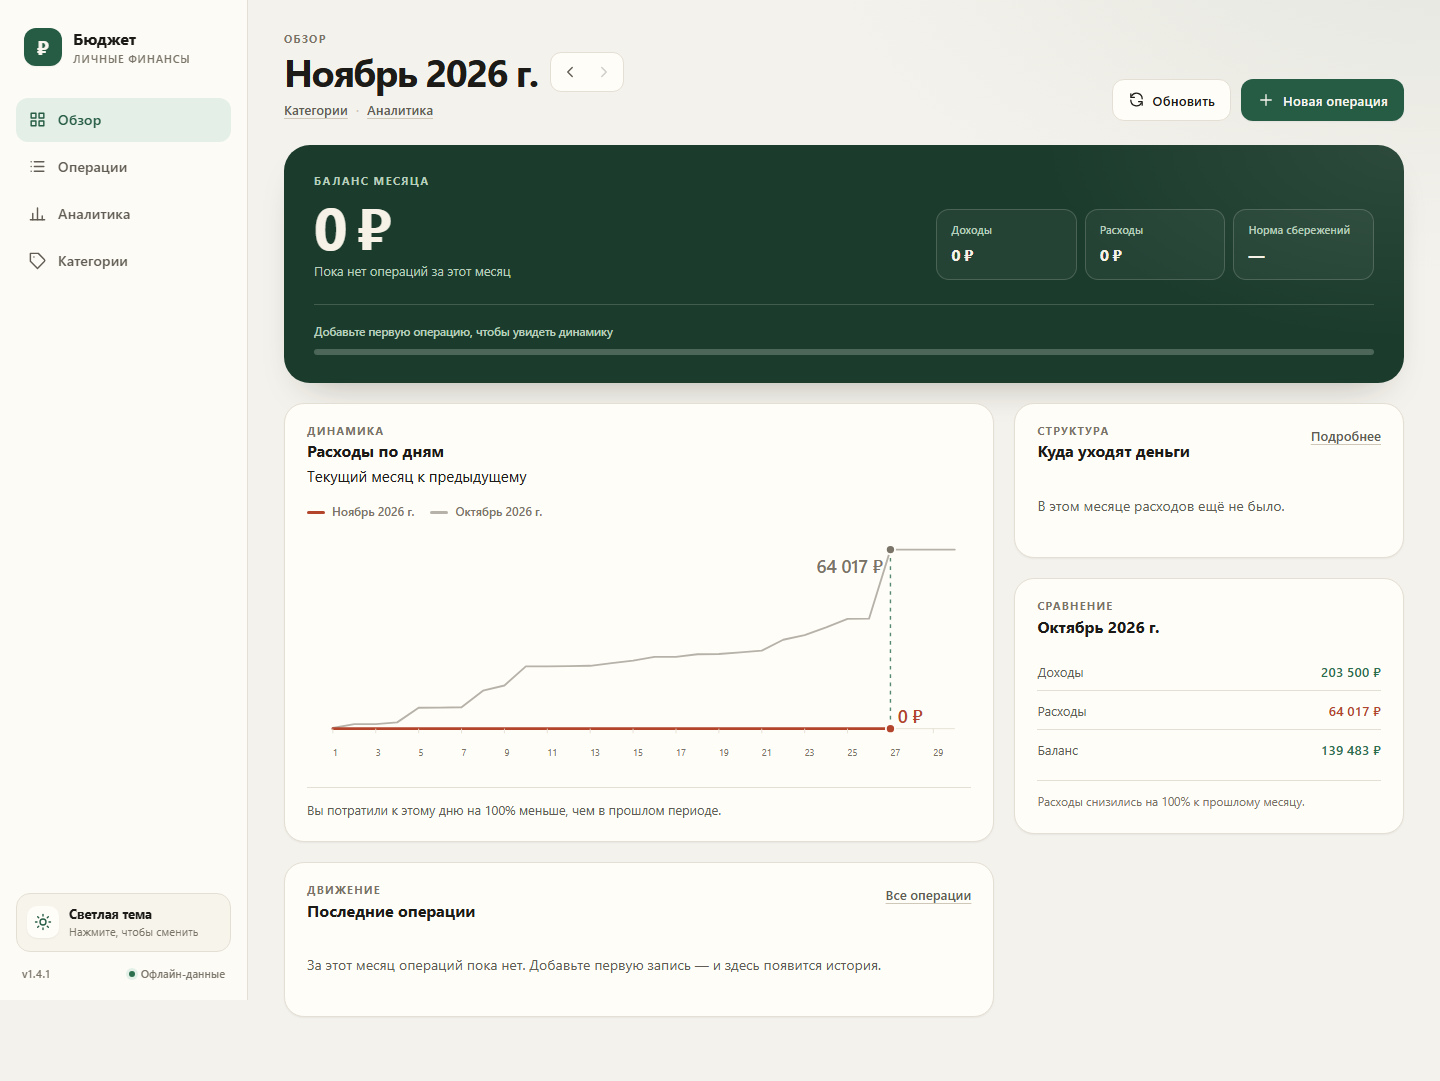 ₽
Бюджет
ЛИЧНЫЕ ФИНАНСЫ
Обзор
Операции
Аналитика
Категории
Светлая тема
Нажмите, чтобы сменить
v1.4.1
Офлайн-данные
ОБЗОР
Ноябрь 2026 г.
Категории · Аналитика
Обновить
Новая операция
БАЛАНС МЕСЯЦА
0 ₽
Пока нет операций за этот месяц
Доходы
0 ₽
Расходы
0 ₽
Норма сбережений
—
Добавьте первую операцию, чтобы увидеть динамику
ДИНАМИКА
Расходы по дням
Текущий месяц к предыдущему
Ноябрь 2026 г.
Октябрь 2026 г.
64 017 ₽
0 ₽
1 3 5 7 9 11 13 15 17 19 21 23 25 27 29
Вы потратили к этому дню на 100% меньше, чем в прошлом периоде.
СТРУКТУРА
Куда уходят деньги
Подробнее
В этом месяце расходов ещё не было.
СРАВНЕНИЕ
Октябрь 2026 г.
Доходы 203 500 ₽
Расходы 64 017 ₽
Баланс 139 483 ₽
Расходы снизились на 100% к прошлому месяцу.
ДВИЖЕНИЕ
Последние операции
Все операции
За этот месяц операций пока нет. Добавьте первую запись — и здесь появится история.